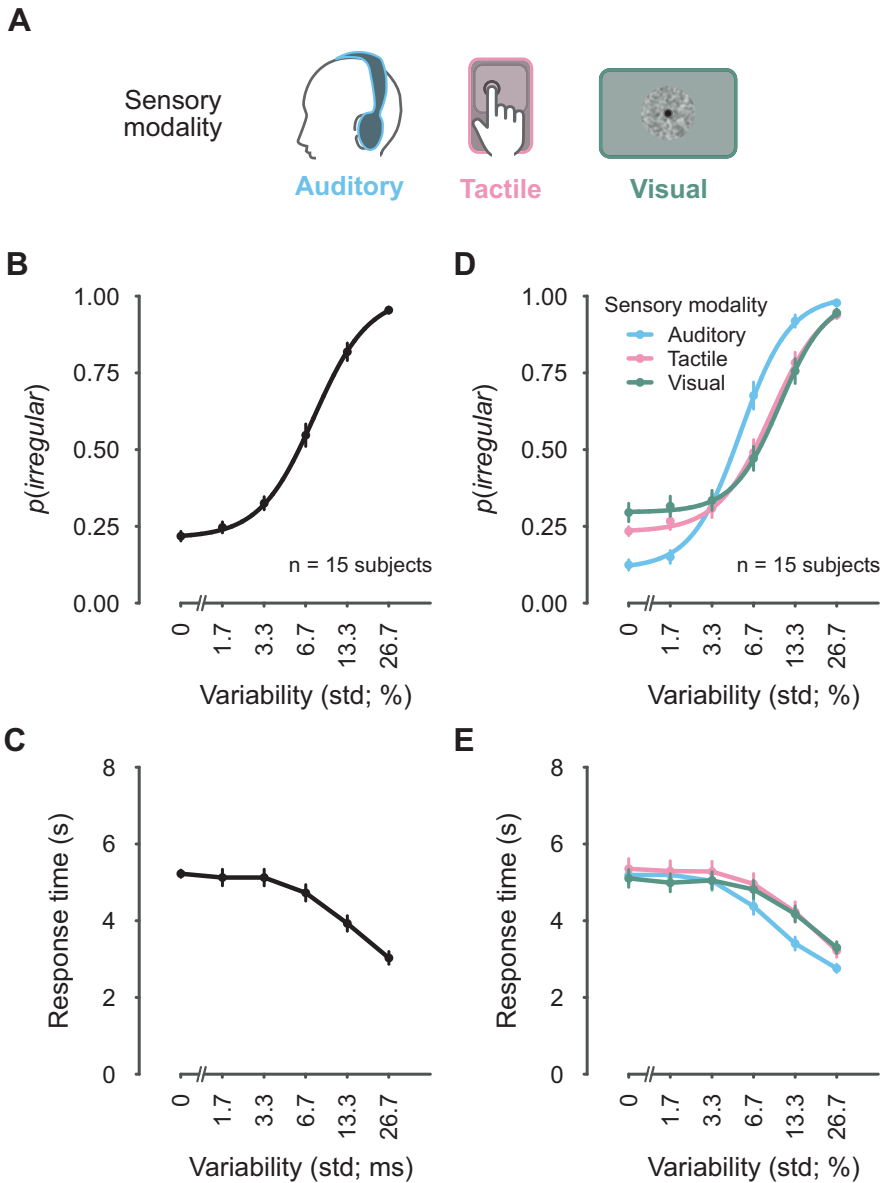 A
Sensory
modality
Auditory
Tactile
Visual
B
1.00
0.75
0.50
0.25
0.00
p(irregular)
n = 15 subjects
0
1.7
3.3
6.7
13.3
26.7
Variability (std; %)
D
1.00
0.75
0.50
0.25
0.00
p(irregular)
Sensory modality
Auditory
Tactile
Visual
n = 15 subjects
0
1.7
3.3
6.7
13.3
26.7
Variability (std; %)
C
8
6
4
2
0
Response time (s)
0
1.7
3.3
6.7
13.3
26.7
Variability (std; ms)
E
8
6
4
2
0
Response time (s)
0
1.7
3.3
6.7
13.3
26.7
Variability (std; %)